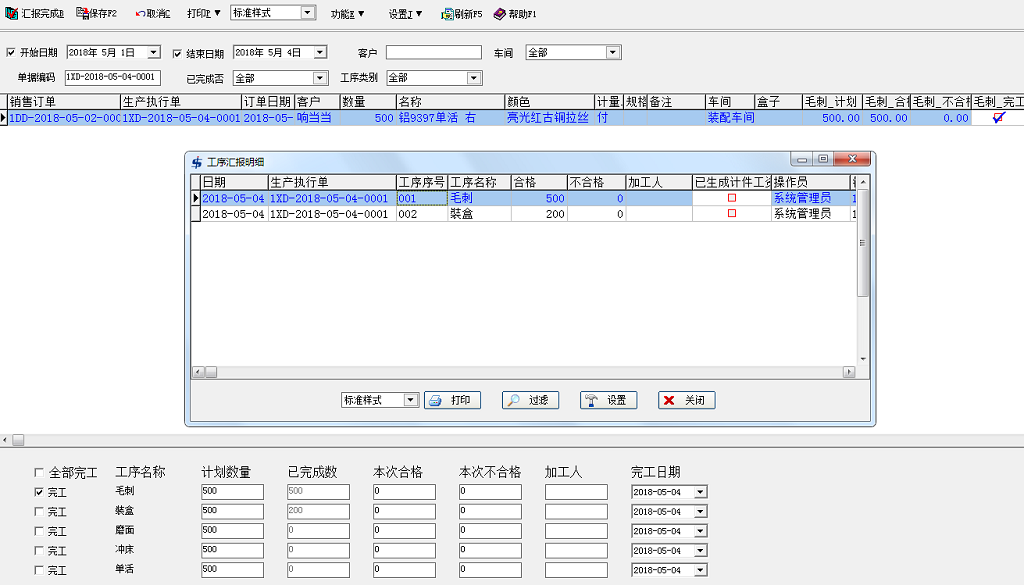 汇报完成R 保存F2 取消C 打印P 标准样式 功能E 设置I 刷新F5 帮助F1
开始日期 2018年 5月 1日 结束日期 2018年 5月 4日 客户 车间 全部
单据编码 1XD-2018-05-04-0001 已完成否 全部 工序类别 全部
销售订单 生产执行单 订单日期 客户 数量 名称 颜色 计量 规格 备注 车间 盒子 毛刺_计划 毛刺_合格 毛刺_不合格 毛刺_完工
1DD-2018-05-02-000 1XD-2018-05-04-0001 2018-05- 响当当 500 铝9397单活 右 亮光红古铜拉丝 付 装配车间 500.00 500.00 0.00
工序汇报明细
日期 生产执行单 工序序号 工序名称 合格 不合格 加工人 已生成计件工资 操作员
2018-05-04 1XD-2018-05-04-0001 001 毛刺 500 0 系统管理员 1
2018-05-04 1XD-2018-05-04-0001 002 装盒 200 0 系统管理员 1
标准样式 打印 过滤 设置 关闭
全部完工 工序名称 计划数量 已完成数 本次合格 本次不合格 加工人 完工日期
完工 毛刺 500 500 0 0 2018-05-04
完工 装盒 500 200 0 0 2018-05-04
完工 磨面 500 0 0 0 2018-05-04
完工 冲床 500 0 0 0 2018-05-04
完工 单活 500 0 0 0 2018-05-04